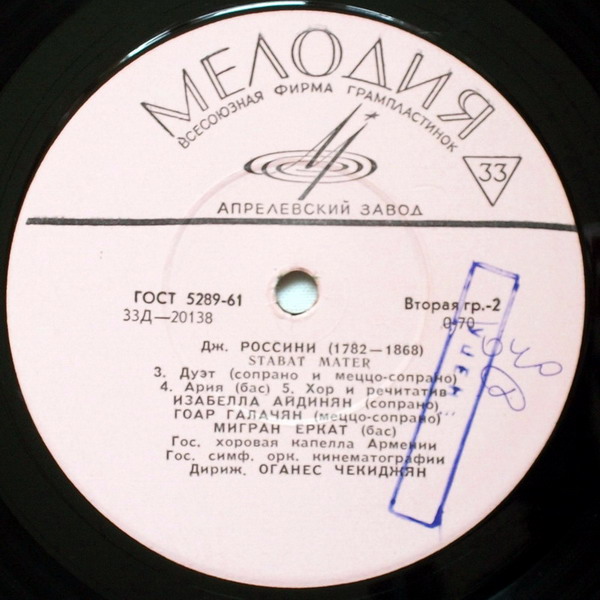 МЕЛОДИЯ
ВСЕСОЮЗНАЯ ФИРМА ГРАМПЛАСТИНОК
33
АПРЕЛЕВСКИЙ ЗАВОД
ГОСТ 5289-61
Вторая гр.-2
33Д—20138
0-70
Дж. РОССИНИ (1782—1868)
STABAT MATER
3. Дуэт (сопрано и меццо-сопрано)
4. Ария (бас) 5. Хор и речитатив
ИЗАБЕЛЛА АЙДИНЯН (сопрано)
ГОАР ГАЛАЧЯН (меццо-сопрано)
МИГРАН ЕРКАТ (бас)
Гос. хоровая капелла Армении
Гос. симф. орк. кинематографии
Дириж. ОГАНЕС ЧЕКИДЖЯН